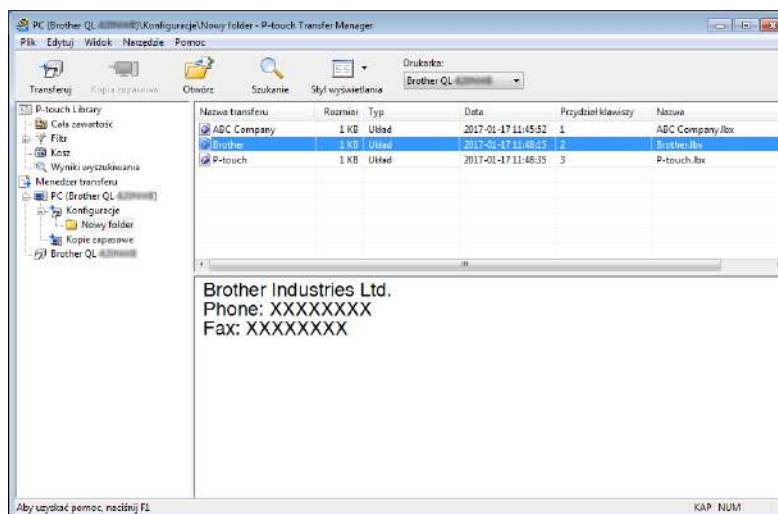 PC (Brother QL )\Konfiguracje\Nowy folder - P-touch Transfer Manager
Plik Edytuj Widok Narzędzie Pomoc
Transferuj Kopia zapasowa Otwórz Szukanie Styl wyświetlania
Drukarka:
Brother QL
P-touch Library
Cała zawartość
Filtr
Kosz
Wyniki wyszukiwania
Menedżer transferu
PC (Brother QL )
Konfiguracje
Nowy folder
Kopie zapasowe
Brother QL
Nazwa transferu Rozmiar Typ Data Przydział klawiszy Nazwa
ABC Company 1 KB Układ 2017-01-17 11:45:52 1 ABC Company.lbx
Brother 1 KB Układ 2017-01-17 11:48:15 2 Brother.lbx
P-touch 1 KB Układ 2017-01-17 11:48:35 3 P-touch.lbx
Brother Industries Ltd.
Phone: XXXXXXXX
Fax: XXXXXXXX
Aby uzyskać pomoc, naciśnij F1
KAP NUM